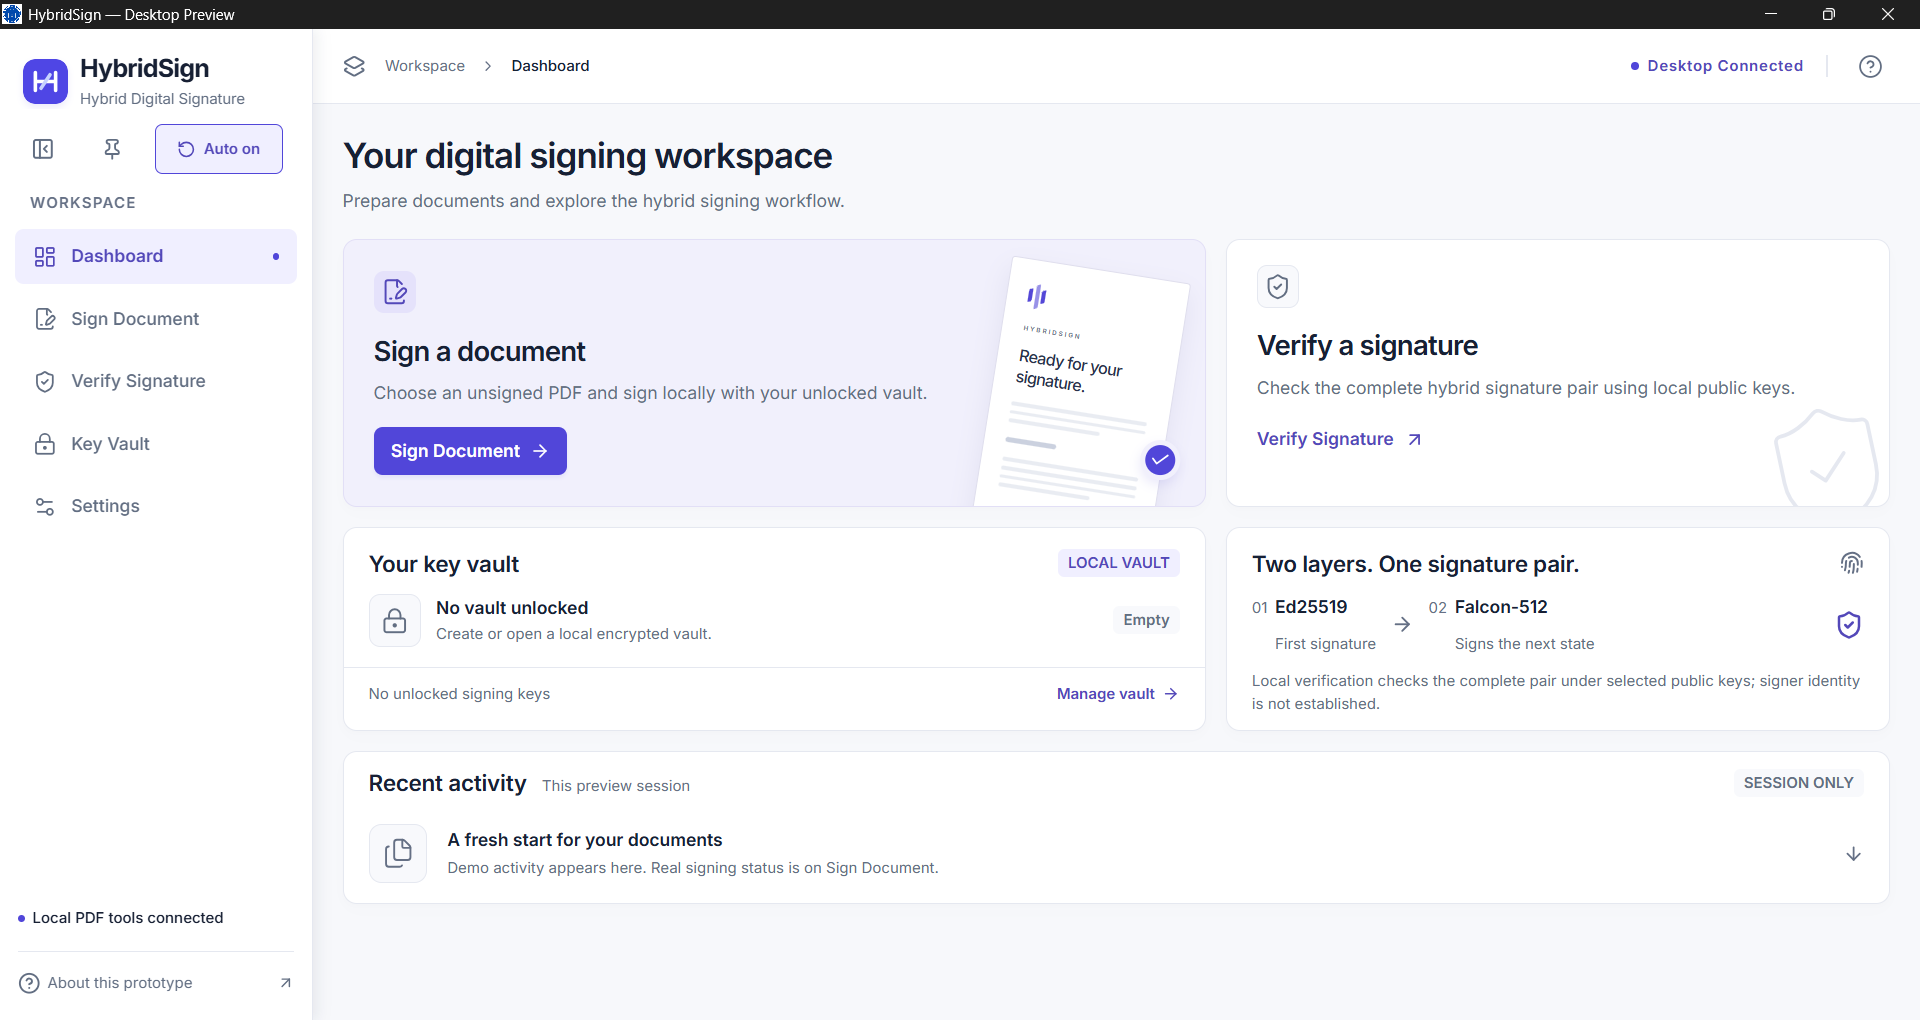 HybridSign — Desktop Preview
HybridSign
Hybrid Digital Signature
Auto on
WORKSPACE
Dashboard
Sign Document
Verify Signature
Key Vault
Settings
Local PDF tools connected
About this prototype
Workspace
Dashboard
Desktop Connected
Your digital signing workspace
Prepare documents and explore the hybrid signing workflow.
Sign a document
Choose an unsigned PDF and sign locally with your unlocked vault.
Sign Document
HYBRIDSIGN
Ready for your
signature.
Verify a signature
Check the complete hybrid signature pair using local public keys.
Verify Signature
Your key vault
LOCAL VAULT
No vault unlocked
Create or open a local encrypted vault.
Empty
No unlocked signing keys
Manage vault
Two layers. One signature pair.
01 Ed25519
First signature
02 Falcon-512
Signs the next state
Local verification checks the complete pair under selected public keys; signer identity
is not established.
Recent activity
This preview session
SESSION ONLY
A fresh start for your documents
Demo activity appears here. Real signing status is on Sign Document.